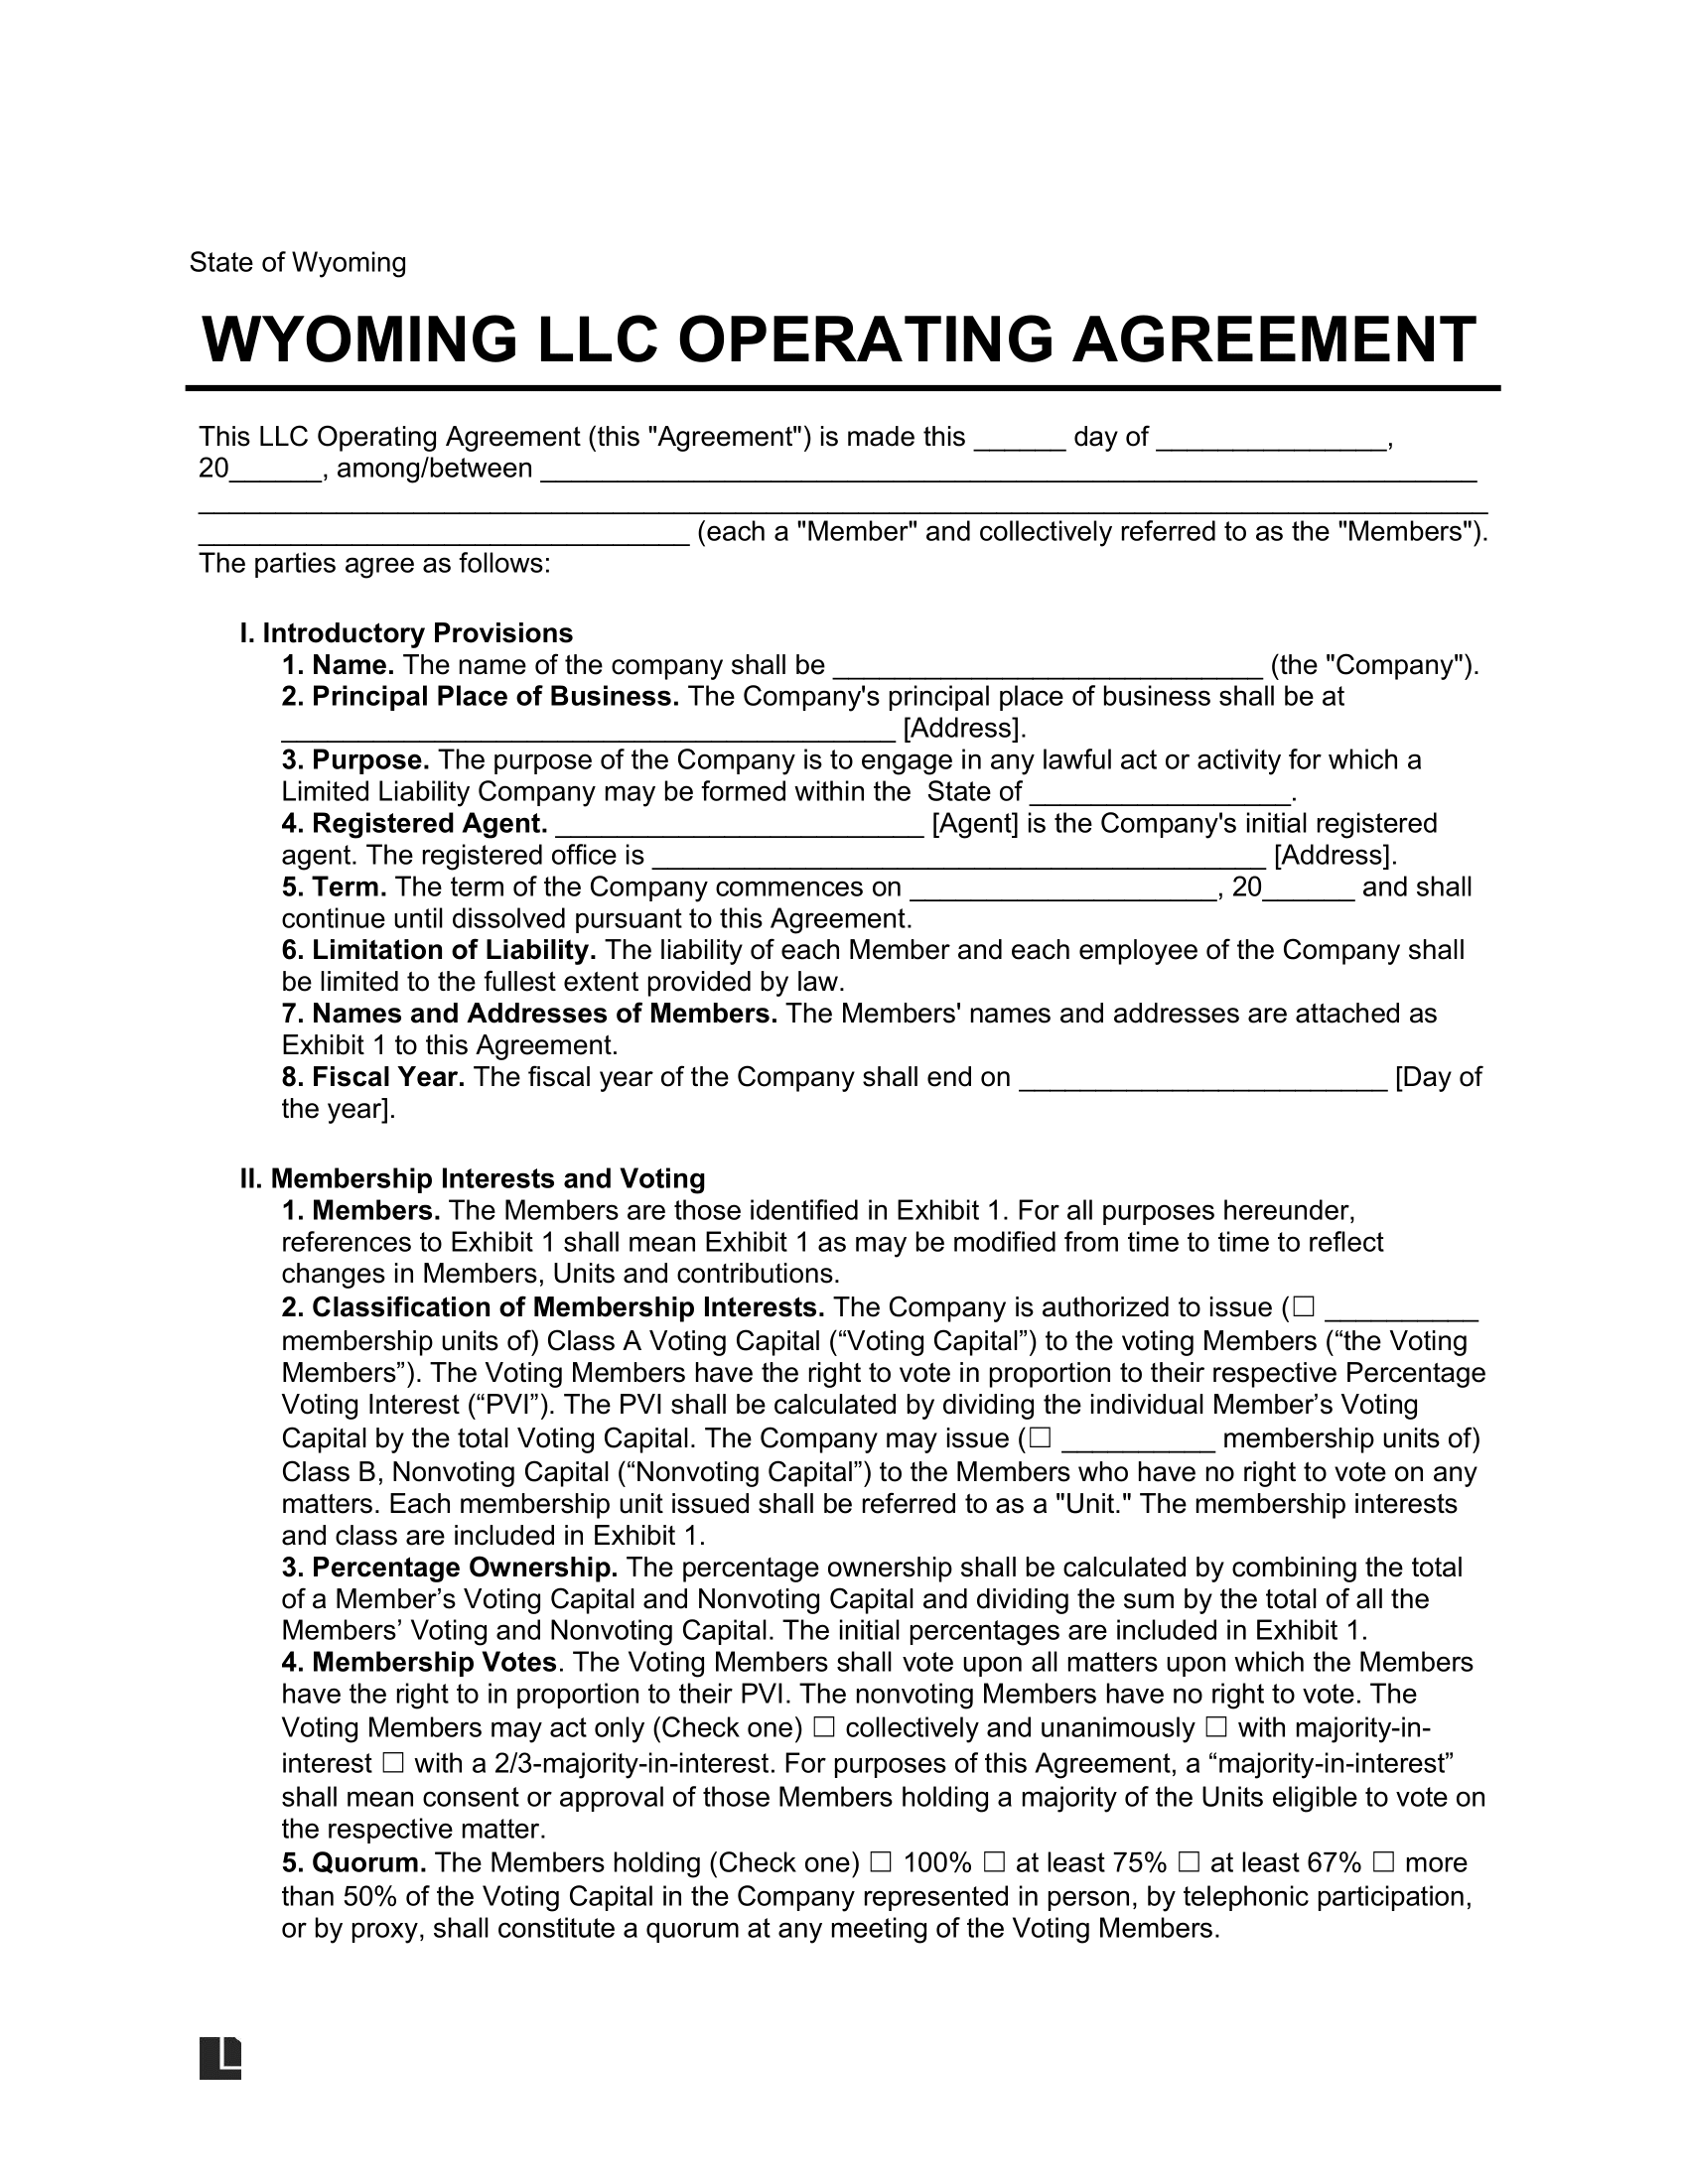 State of Wyoming
WYOMING LLC OPERATING AGREEMENT
This LLC Operating Agreement (this "Agreement") is made this ______ day of _______________,
20______, among/between _____________________________________________________________
____________________________________________________________________________________
________________________________ (each a "Member" and collectively referred to as the "Members").
The parties agree as follows:
I. Introductory Provisions
1. Name. The name of the company shall be ____________________________ (the "Company").
2. Principal Place of Business. The Company's principal place of business shall be at
________________________________________ [Address].
3. Purpose. The purpose of the Company is to engage in any lawful act or activity for which a
Limited Liability Company may be formed within the  State of _________________.
4. Registered Agent. ________________________ [Agent] is the Company's initial registered
agent. The registered office is ________________________________________ [Address].
5. Term. The term of the Company commences on ____________________, 20______ and shall
continue until dissolved pursuant to this Agreement.
6. Limitation of Liability. The liability of each Member and each employee of the Company shall
be limited to the fullest extent provided by law.
7. Names and Addresses of Members. The Members' names and addresses are attached as
Exhibit 1 to this Agreement.
8. Fiscal Year. The fiscal year of the Company shall end on ________________________ [Day of
the year].
II. Membership Interests and Voting
1. Members. The Members are those identified in Exhibit 1. For all purposes hereunder,
references to Exhibit 1 shall mean Exhibit 1 as may be modified from time to time to reflect
changes in Members, Units and contributions.
2. Classification of Membership Interests. The Company is authorized to issue (☐ __________
membership units of) Class A Voting Capital (“Voting Capital”) to the voting Members (“the Voting
Members”). The Voting Members have the right to vote in proportion to their respective Percentage
Voting Interest (“PVI”). The PVI shall be calculated by dividing the individual Member’s Voting
Capital by the total Voting Capital. The Company may issue (☐ __________ membership units of)
Class B, Nonvoting Capital (“Nonvoting Capital”) to the Members who have no right to vote on any
matters. Each membership unit issued shall be referred to as a "Unit." The membership interests
and class are included in Exhibit 1.
3. Percentage Ownership. The percentage ownership shall be calculated by combining the total
of a Member’s Voting Capital and Nonvoting Capital and dividing the sum by the total of all the
Members’ Voting and Nonvoting Capital. The initial percentages are included in Exhibit 1.
4. Membership Votes. The Voting Members shall vote upon all matters upon which the Members
have the right to in proportion to their PVI. The nonvoting Members have no right to vote. The
Voting Members may act only (Check one) ☐ collectively and unanimously ☐ with majority-in-
interest ☐ with a 2/3-majority-in-interest. For purposes of this Agreement, a “majority-in-interest”
shall mean consent or approval of those Members holding a majority of the Units eligible to vote on
the respective matter.
5. Quorum. The Members holding (Check one) ☐ 100% ☐ at least 75% ☐ at least 67% ☐ more
than 50% of the Voting Capital in the Company represented in person, by telephonic participation,
or by proxy, shall constitute a quorum at any meeting of the Voting Members.